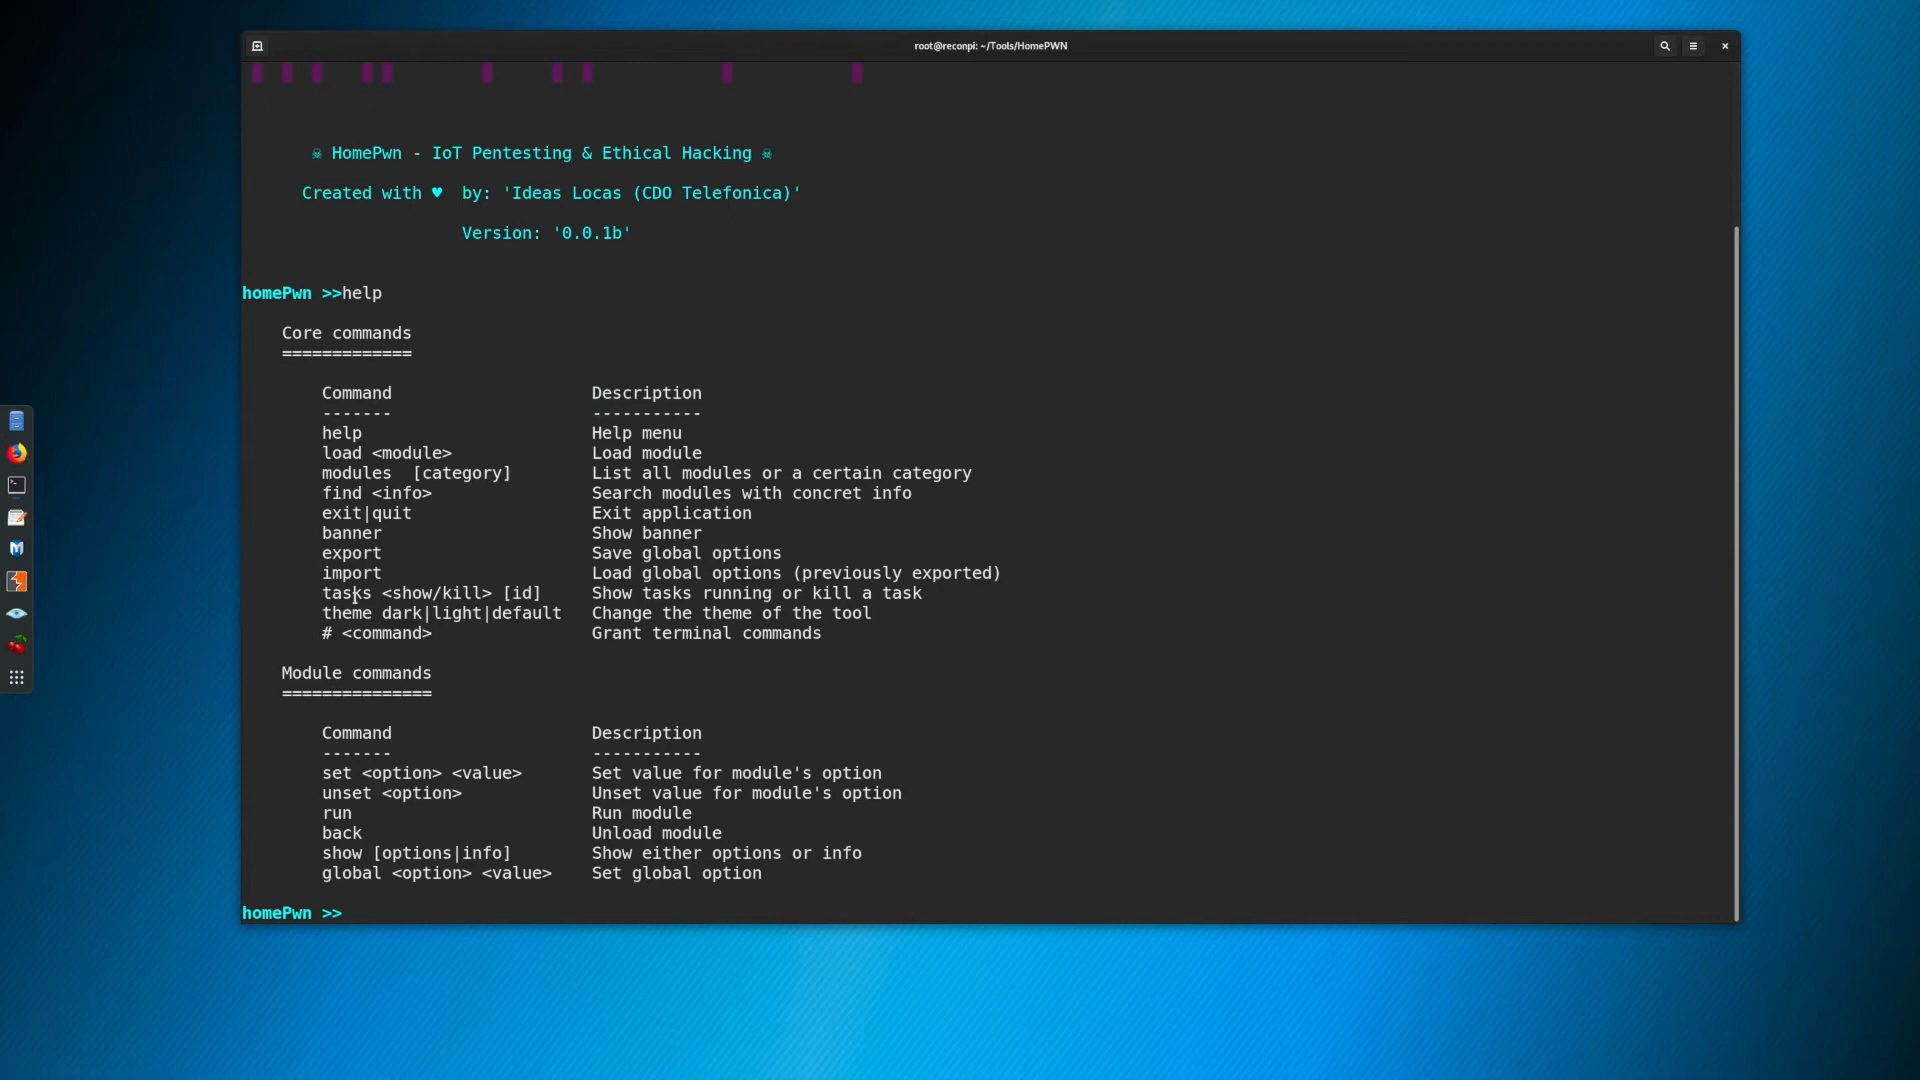 root@reconpi: ~/Tools/HomePWN
☠ HomePwn - IoT Pentesting & Ethical Hacking ☠
Created with ♥  by: 'Ideas Locas (CDO Telefonica)'
Version: '0.0.1b'
homePwn >>help
Core commands
=============
Command                    Description
-------                    -----------
help                       Help menu
load <module>              Load module
modules  [category]        List all modules or a certain category
find <info>                Search modules with concret info
exit|quit                  Exit application
banner                     Show banner
export                     Save global options
import                     Load global options (previously exported)
tasks <show/kill> [id]     Show tasks running or kill a task
theme dark|light|default   Change the theme of the tool
# <command>                Grant terminal commands
Module commands
===============
Command                    Description
-------                    -----------
set <option> <value>       Set value for module's option
unset <option>             Unset value for module's option
run                        Run module
back                       Unload module
show [options|info]        Show either options or info
global <option> <value>    Set global option
homePwn >>